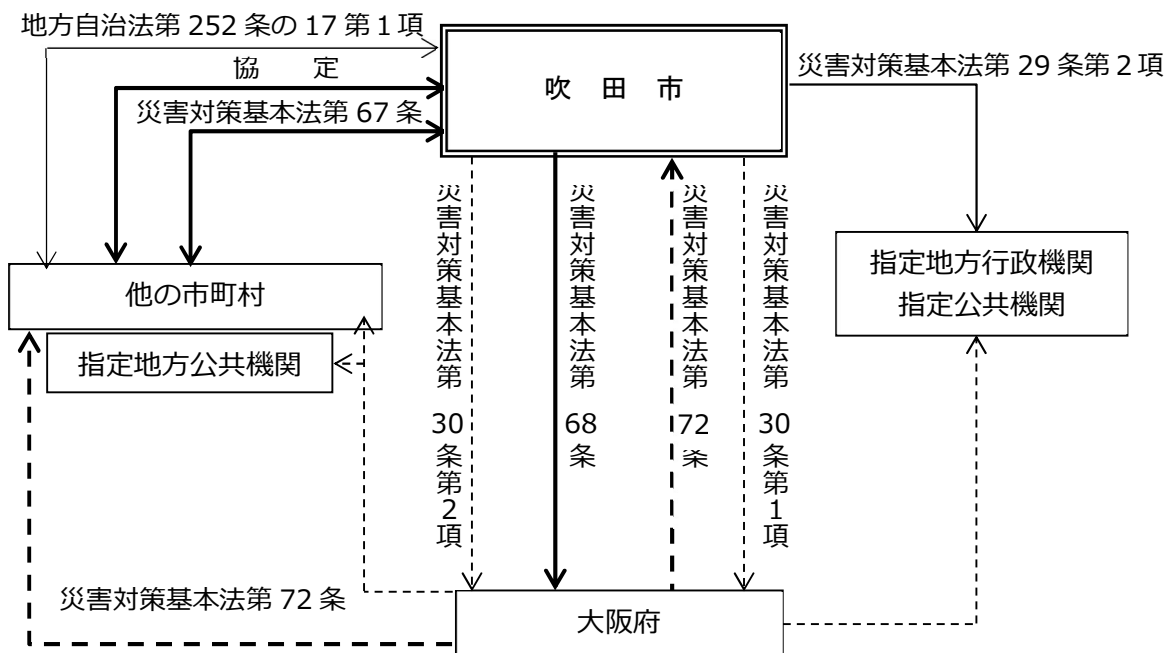 地方自治法第 252 条の 17 第１項
協　　定
災害対策基本法第 67 条
吹　田　市
災害対策基本法第 29 条第２項
災害対策基本法第 30 条第２項
災害対策基本法第 68 条
災害対策基本法第 72 条
災害対策基本法第 30 条第１項
他の市町村
指定地方公共機関
指定地方行政機関
指定公共機関
災害対策基本法第 72 条
大阪府